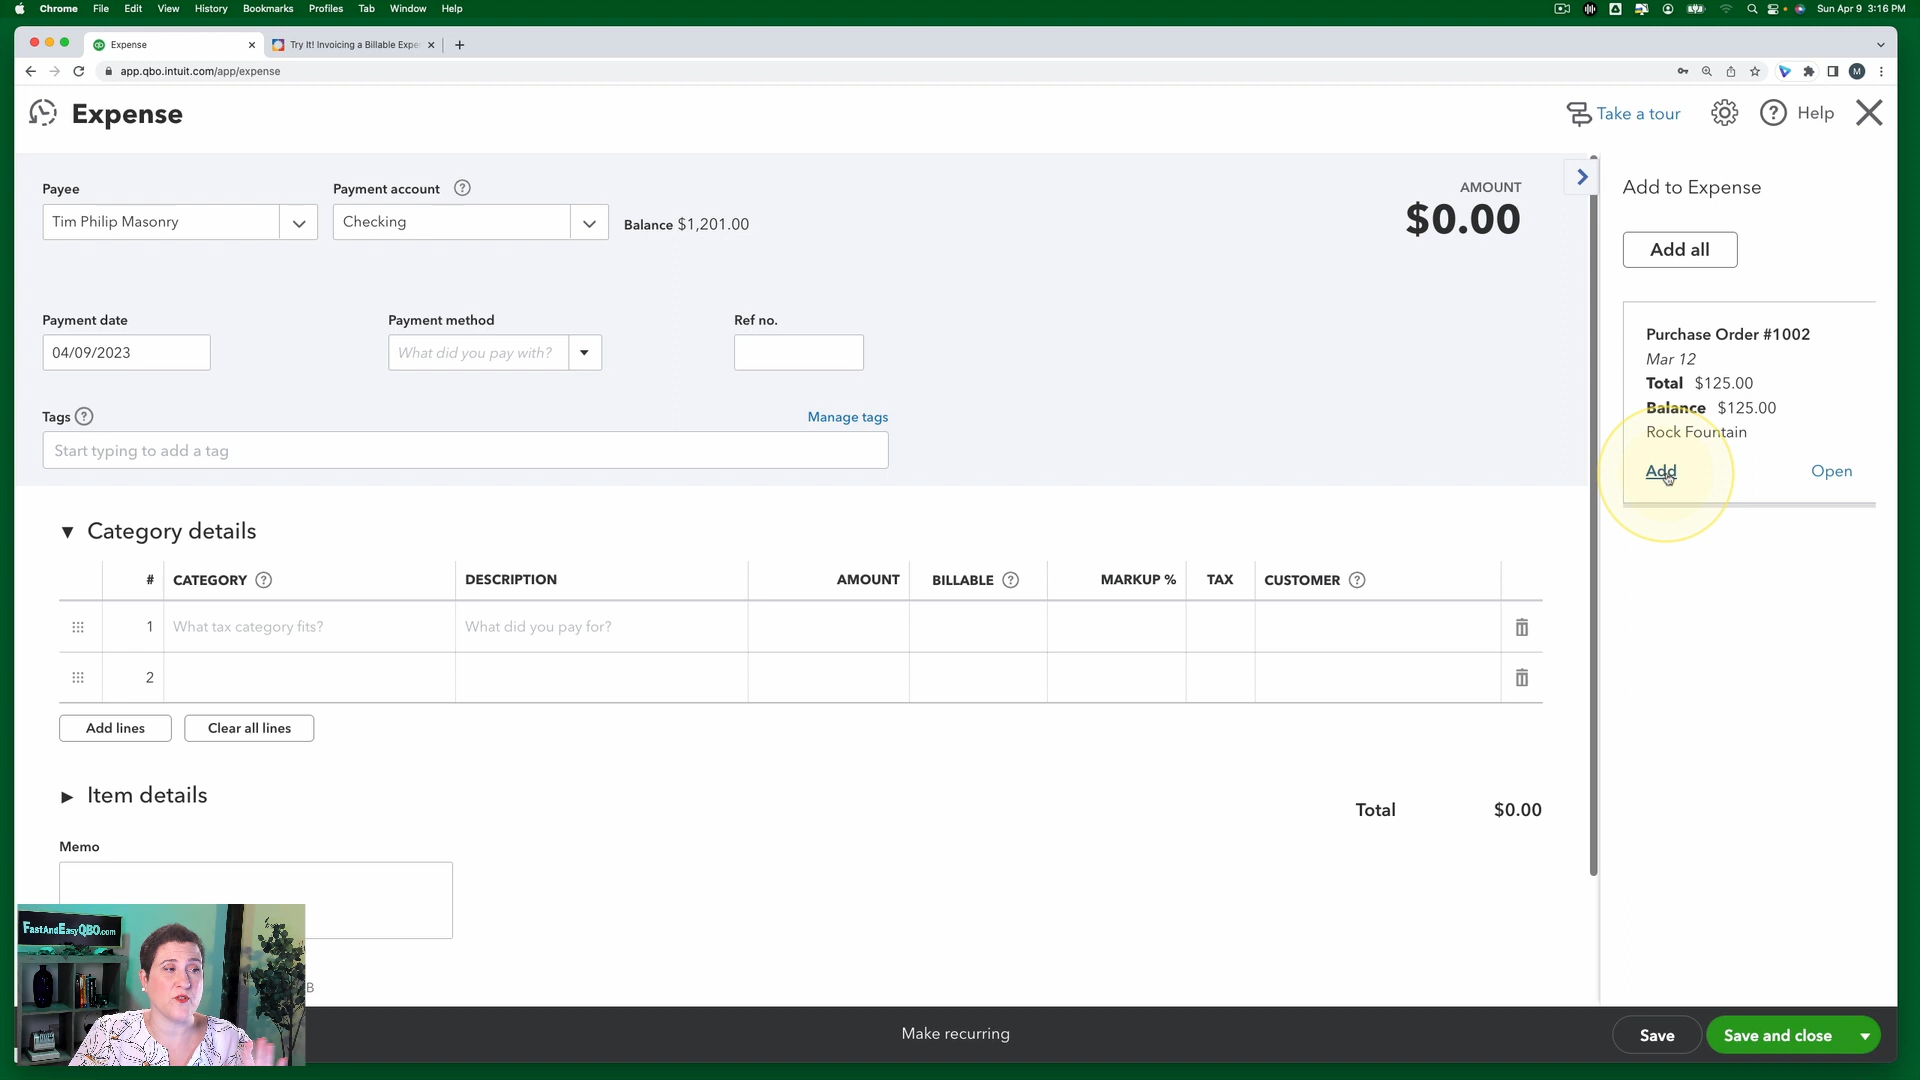 Chrome File Edit View History Bookmarks Profiles Tab Window Help
Sun Apr 9 3:16 PM
Expense
Try It! Invoicing a Billable Expe
app.qbo.intuit.com/app/expense
M
Expense
Take a tour
Help
Payee
Payment account
Tim Philip Masonry
Checking
Balance $1,201.00
AMOUNT
$0.00
Payment date
Payment method
Ref no.
04/09/2023
What did you pay with?
Tags
Manage tags
Start typing to add a tag
Add to Expense
Add all
Purchase Order #1002
Mar 12
Total $125.00
Balance $125.00
Rock Fountain
Add Open
Category details
# CATEGORY DESCRIPTION AMOUNT BILLABLE MARKUP % TAX CUSTOMER
1 What tax category fits? What did you pay for?
2
Add lines Clear all lines
Item details
Total $0.00
Memo
FastAndEasyQBO.com
B
Make recurring
Save
Save and close